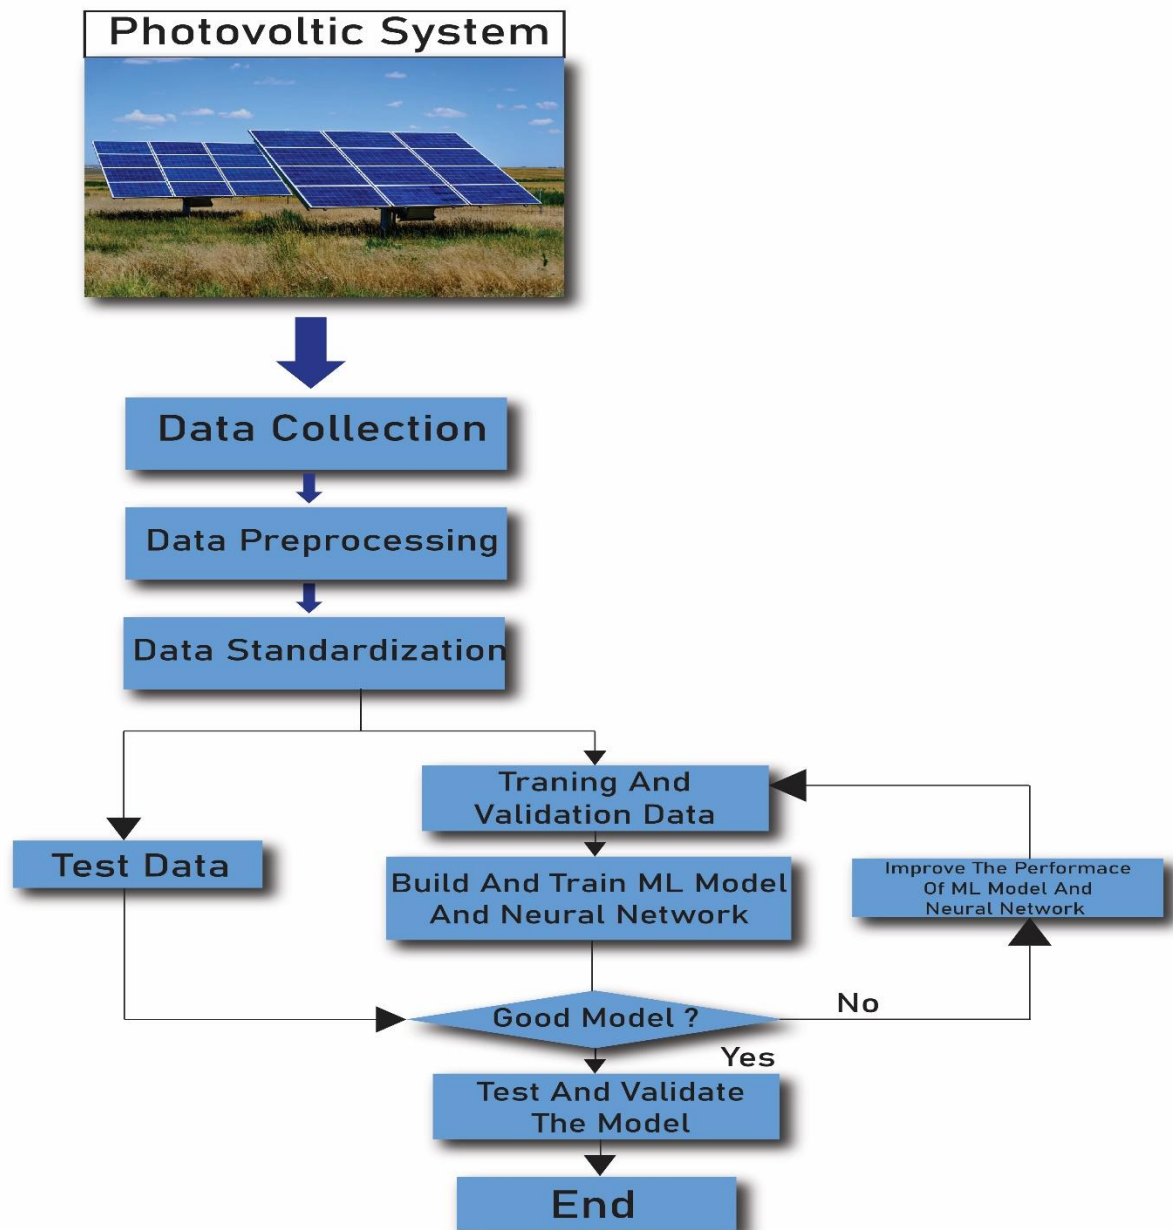 Photovoltic System
Data Collection
Data Preprocessing
Data Standardization
Traning And
Validation Data
Test Data
Build And Train ML Model
And Neural Network
Improve The Performace
Of ML Model And
Neural Network
Good Model ?
No
Yes
Test And Validate
The Model
End